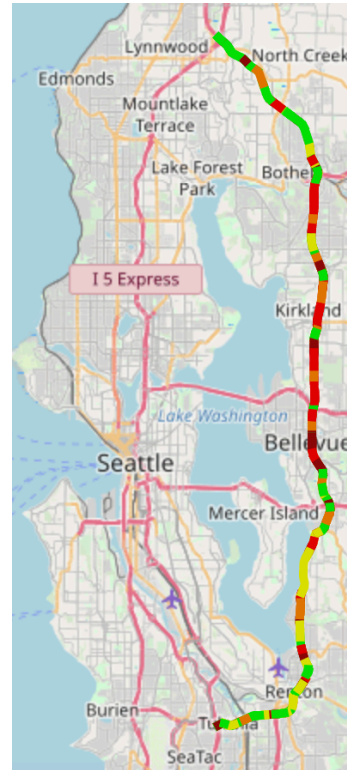 Lynnwood
North Creek
Edmonds
Mountlake
Terrace
Lake Forest
Park
Bothe
I 5 Express
Kirkland
Lake Washington
Bellevue
Seattle
Mercer Island
Renton
Burien
SeaTac